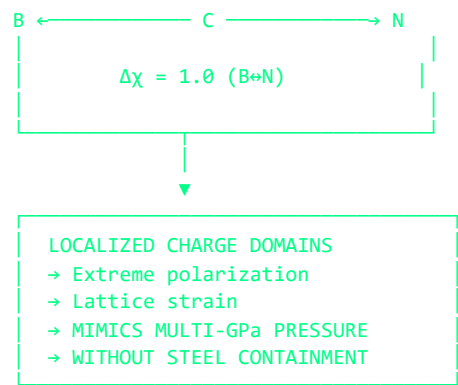 B ← C → N
Δχ = 1.0 (B↔N)
LOCALIZED CHARGE DOMAINS
→ Extreme polarization
→ Lattice strain
→ MIMICS MULTI-GPa PRESSURE
→ WITHOUT STEEL CONTAINMENT